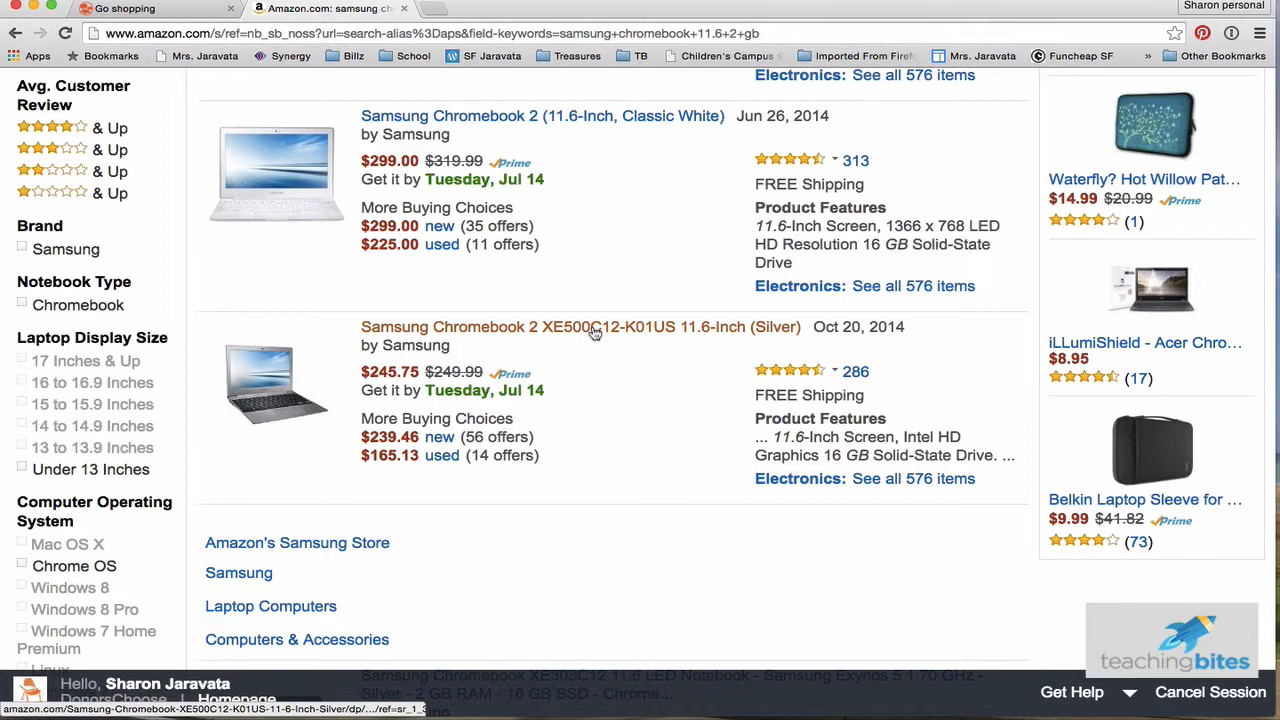 Go shopping ×
Amazon.com: samsung ch ×
Sharon personal
www.amazon.com/s/ref=nb_sb_noss?url=search-alias%3Daps&field-keywords=samsung+chromebook+11.6+2+gb
Apps Bookmarks Mrs. Jaravata Synergy Billz School SF Jaravata Treasures TB Children's Campus Imported From Firefox Mrs. Jaravata Funcheap SF » Other Bookmarks
Avg. Customer
Review
& Up
& Up
& Up
& Up
Brand
Samsung
Notebook Type
Chromebook
Laptop Display Size
17 Inches & Up
16 to 16.9 Inches
15 to 15.9 Inches
14 to 14.9 Inches
13 to 13.9 Inches
Under 13 Inches
Computer Operating
System
Mac OS X
Chrome OS
Windows 8
Windows 8 Pro
Windows 7 Home
Premium
Linux
Electronics: See all 576 items
Samsung Chromebook 2 (11.6-Inch, Classic White) Jun 26, 2014
by Samsung
$299.00 $319.99 Prime
Get it by Tuesday, Jul 14
More Buying Choices
$299.00 new (35 offers)
$225.00 used (11 offers)
313
FREE Shipping
Product Features
11.6-Inch Screen, 1366 x 768 LED
HD Resolution 16 GB Solid-State
Drive
Electronics: See all 576 items
Samsung Chromebook 2 XE500C12-K01US 11.6-Inch (Silver) Oct 20, 2014
by Samsung
$245.75 $249.99 Prime
Get it by Tuesday, Jul 14
More Buying Choices
$239.46 new (56 offers)
$165.13 used (14 offers)
286
FREE Shipping
Product Features
... 11.6-Inch Screen, Intel HD
Graphics 16 GB Solid-State Drive. ...
Electronics: See all 576 items
Amazon's Samsung Store
Samsung
Laptop Computers
Computers & Accessories
Samsung Chromebook XE303C12 11.6 LED Notebook - Samsung Exynos 5 1.70 GHz -
Silver - 2 GB RAM - 16 GB SSD - Chrome...
Waterfly? Hot Willow Pat...
$14.99 $20.99 Prime
(1)
iLLumiShield - Acer Chro...
$8.95
(17)
Belkin Laptop Sleeve for ...
$9.99 $41.82 Prime
(73)
teachingbites
Hello, Sharon Jaravata
DonorsChoose | Homepage
Get Help Cancel Session
amazon.com/Samsung-Chromebook-XE500C12-K01US-11-6-Inch-Silver/dp/.../ref=sr_1_3